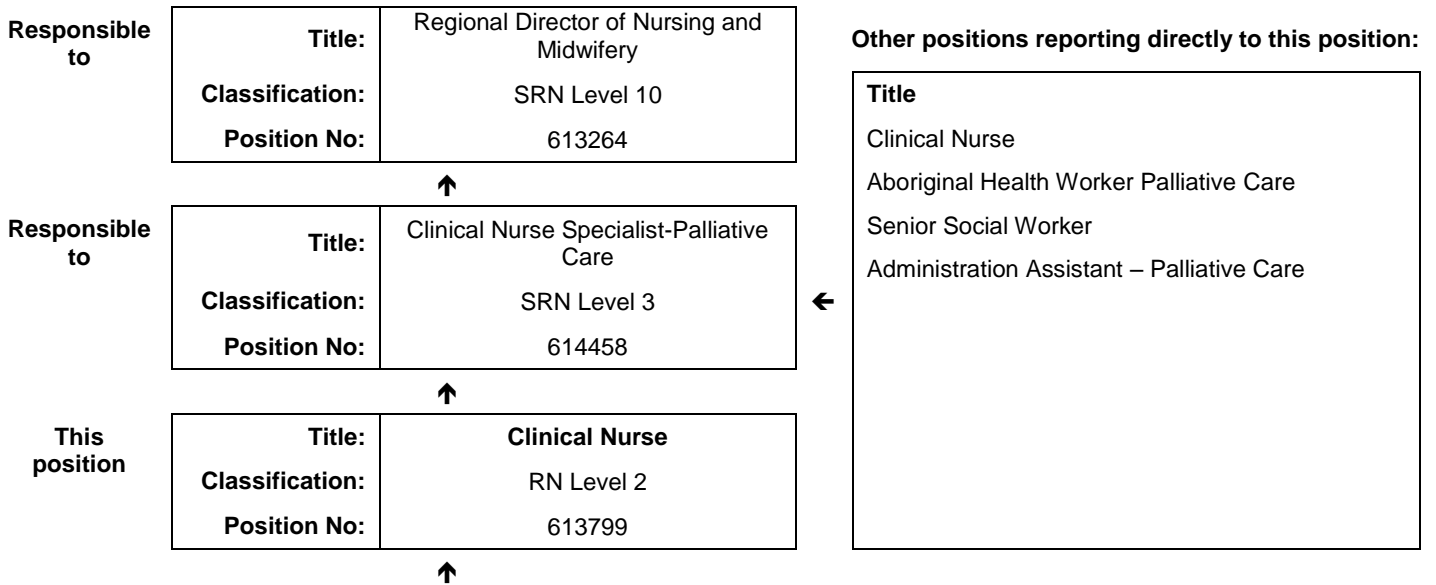 Responsible
to
Title:
Regional Director of Nursing and
Midwifery
Classification:
SRN Level 10
Position No:
613264
🡹
Responsible
to
Title:
Clinical Nurse Specialist-Palliative
Care
Classification:
SRN Level 3
Position No:
614458
🡹
This
position
Title:
Clinical Nurse
Classification:
RN Level 2
Position No:
613799
🡹
🡸
Other positions reporting directly to this position:
Title
Clinical Nurse
Aboriginal Health Worker Palliative Care
Senior Social Worker
Administration Assistant – Palliative Care